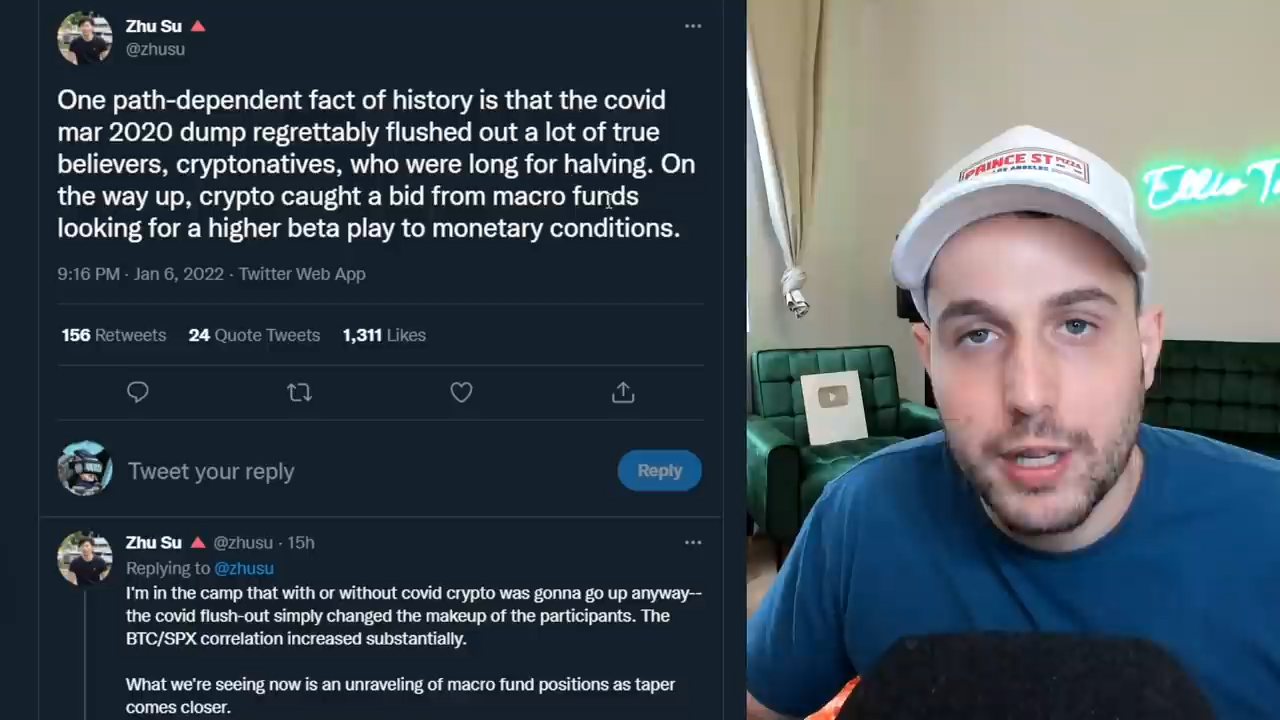 Zhu Su
@zhusu
One path-dependent fact of history is that the covid
mar 2020 dump regrettably flushed out a lot of true
believers, cryptonatives, who were long for halving. On
the way up, crypto caught a bid from macro funds
looking for a higher beta play to monetary conditions.
9:16 PM · Jan 6, 2022 · Twitter Web App
156 Retweets 24 Quote Tweets 1,311 Likes
Tweet your reply
Reply
Zhu Su @zhusu · 15h
Replying to @zhusu
I'm in the camp that with or without covid crypto was gonna go up anyway--
the covid flush-out simply changed the makeup of the participants. The
BTC/SPX correlation increased substantially.
What we're seeing now is an unraveling of macro fund positions as taper
comes closer.
PRINCE ST PIZZA
LOS ANGELES
Ellio T